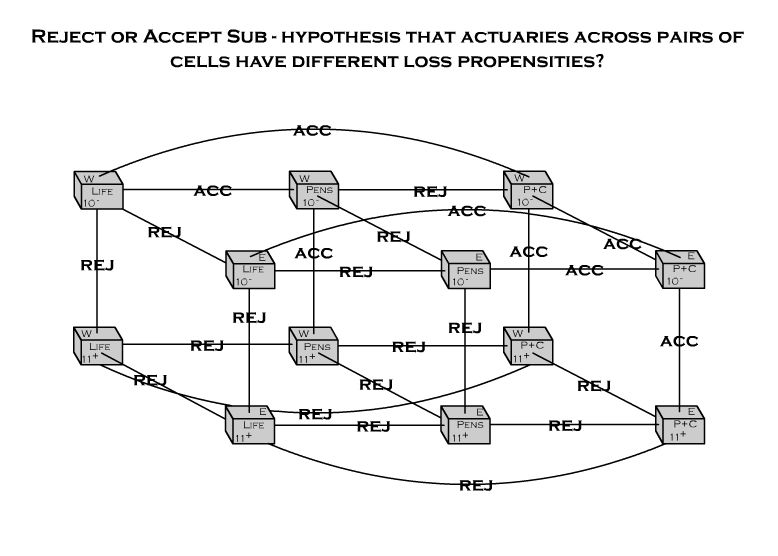 REJECT OR ACCEPT SUB - HYPOTHESIS THAT ACTUARIES ACROSS PAIRS OF
CELLS HAVE DIFFERENT LOSS PROPENSITIES?
ACC
W
LIFE
10-
ACC
W
PENS
10-
REJ
W
P+C
10-
ACC
REJ
REJ
ACC
ACC
ACC
REJ
E
LIFE
10-
REJ
E
PENS
10-
ACC
E
P+C
10-
REJ
REJ
ACC
W
LIFE
11+
REJ
W
PENS
11+
REJ
W
P+C
11+
REJ
REJ
REJ
REJ
E
LIFE
11+
REJ
E
PENS
11+
REJ
E
P+C
11+
REJ